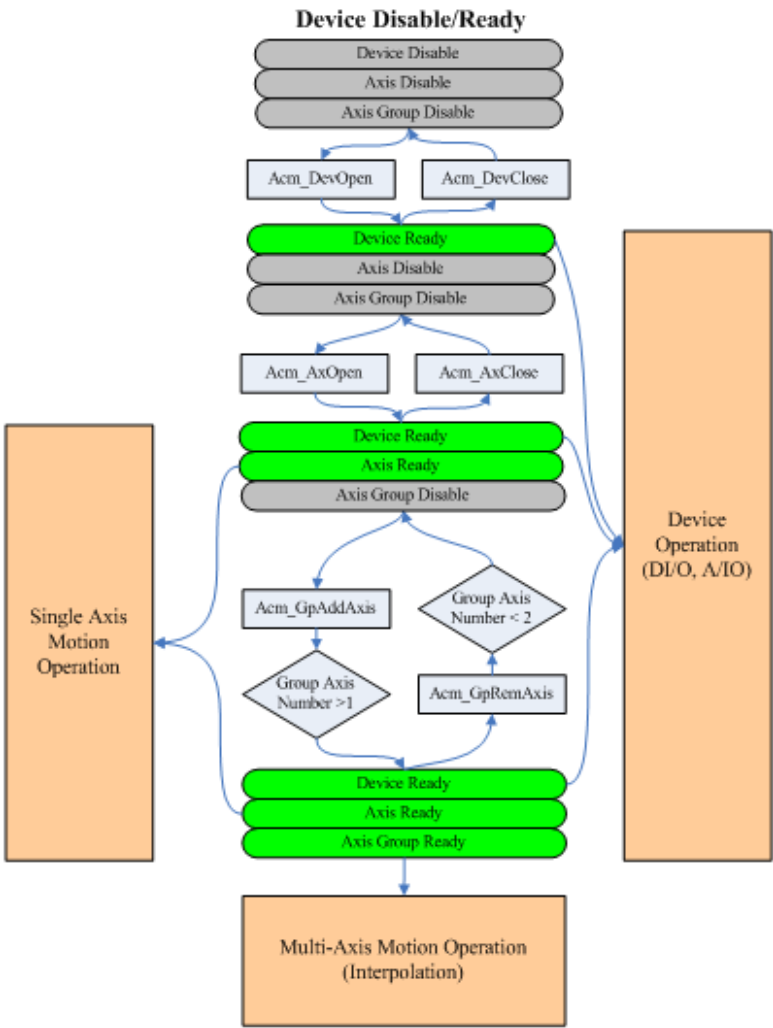 Device Disable/Ready
Device Disable
Axis Disable
Axis Group Disable
Acm_DevOpen
Acm_DevClose
Device Ready
Axis Disable
Axis Group Disable
Acm_AxOpen
Acm_AxClose
Device Ready
Axis Ready
Axis Group Disable
Device
Operation
(DI/O, A/IO)
Single Axis
Motion
Operation
Acm_GpAddAxis
Group Axis
Number < 2
Group Axis
Number >1
Acm_GpRemAxis
Device Ready
Axis Ready
Axis Group Ready
Multi-Axis Motion Operation
(Interpolation)